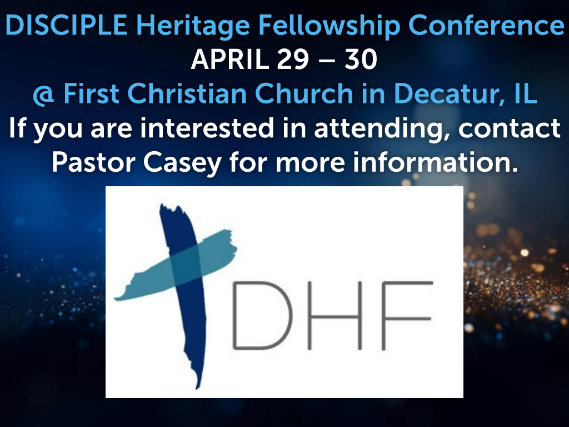 DISCIPLE Heritage Fellowship Conference
APRIL 29 – 30
@ First Christian Church in Decatur, IL
If you are interested in attending, contact
Pastor Casey for more information.
DHF